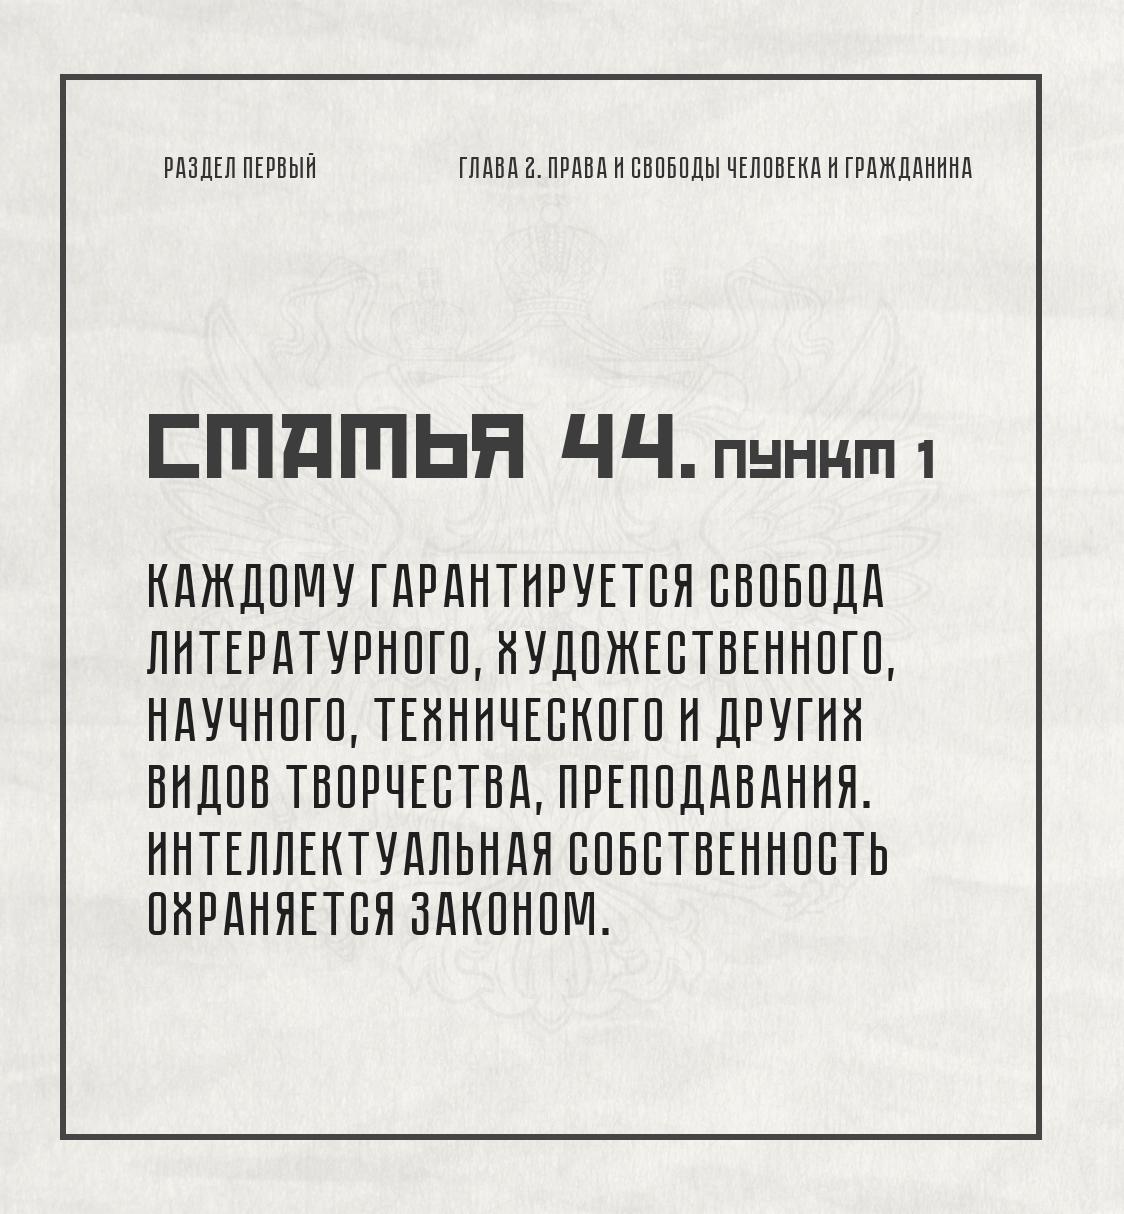 РАЗДЕЛ ПЕРВЫЙ ГЛАВА 2. ПРАВА И СВОБОДЫ ЧЕЛОВЕКА И ГРАЖДАНИНА
СТАТЬЯ 44. ПУНКТ 1
КАЖДОМУ ГАРАНТИРУЕТСЯ СВОБОДА
ЛИТЕРАТУРНОГО, ХУДОЖЕСТВЕННОГО,
НАУЧНОГО, ТЕХНИЧЕСКОГО И ДРУГИХ
ВИДОВ ТВОРЧЕСТВА, ПРЕПОДАВАНИЯ.
ИНТЕЛЛЕКТУАЛЬНАЯ СОБСТВЕННОСТЬ
ОХРАНЯЕТСЯ ЗАКОНОМ.